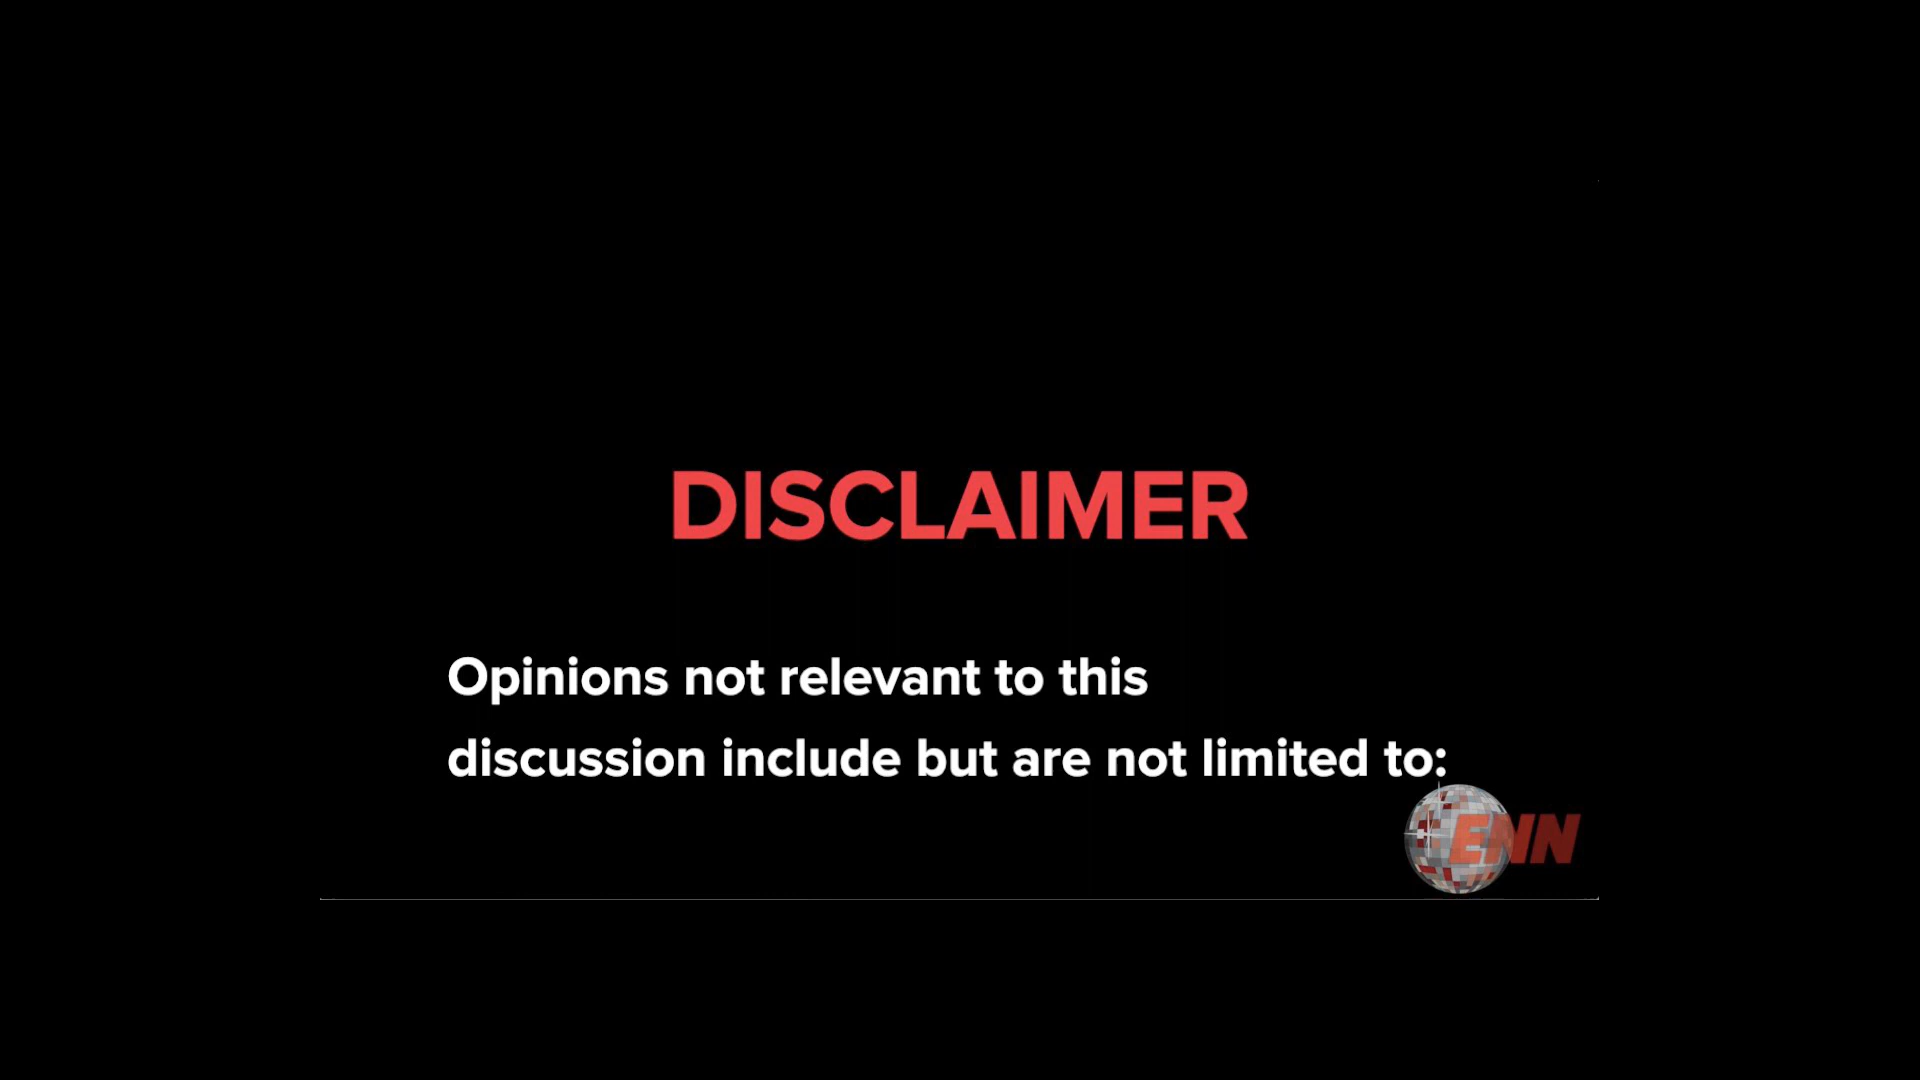 DISCLAIMER
Opinions not relevant to this
discussion include but are not limited to:
ENN